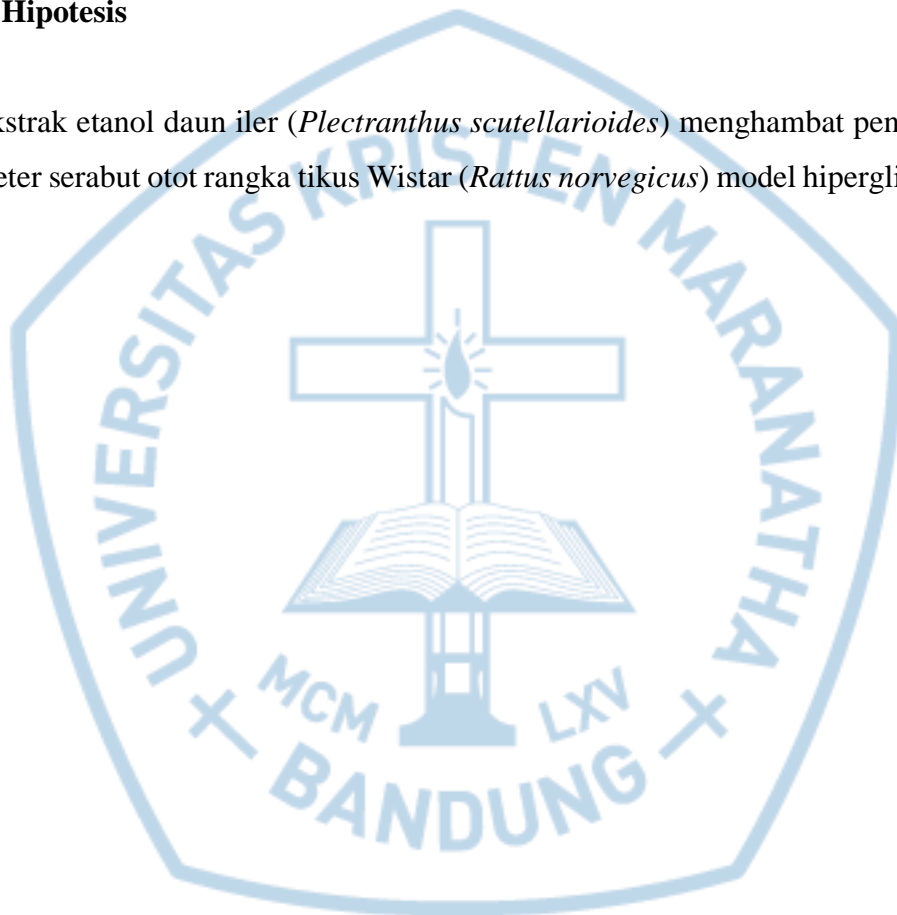 Hipotesis
kstrak etanol daun iler (Plectranthus scutellarioides) menghambat pen
eter serabut otot rangka tikus Wistar (Rattus norvegicus) model hipergli
UNIVERSITAS KRISTEN MARANATHA
MCM LXV
BANDUNG